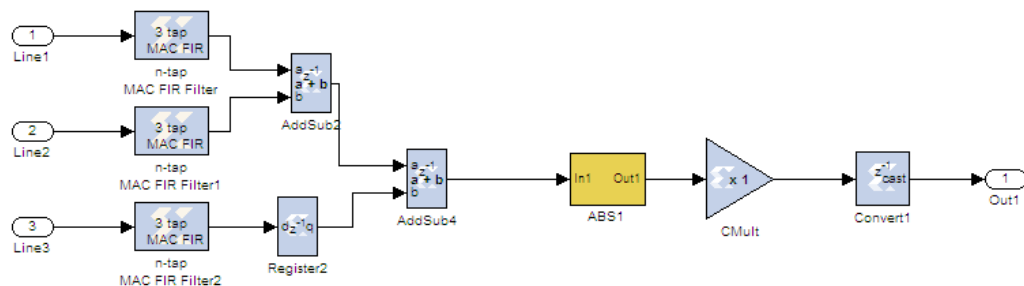 1
Line1
3 tap
MAC FIR
n-tap
MAC FIR Filter
2
Line2
3 tap
MAC FIR
n-tap
MAC FIR Filter1
3
Line3
3 tap
MAC FIR
n-tap
MAC FIR Filter2
a
z-1
a + b
b
AddSub2
d z-1 q
Register2
a
z-1
a + b
b
AddSub4
In1 Out1
ABS1
x 1
CMult
z-1
cast
Convert1
1
Out1